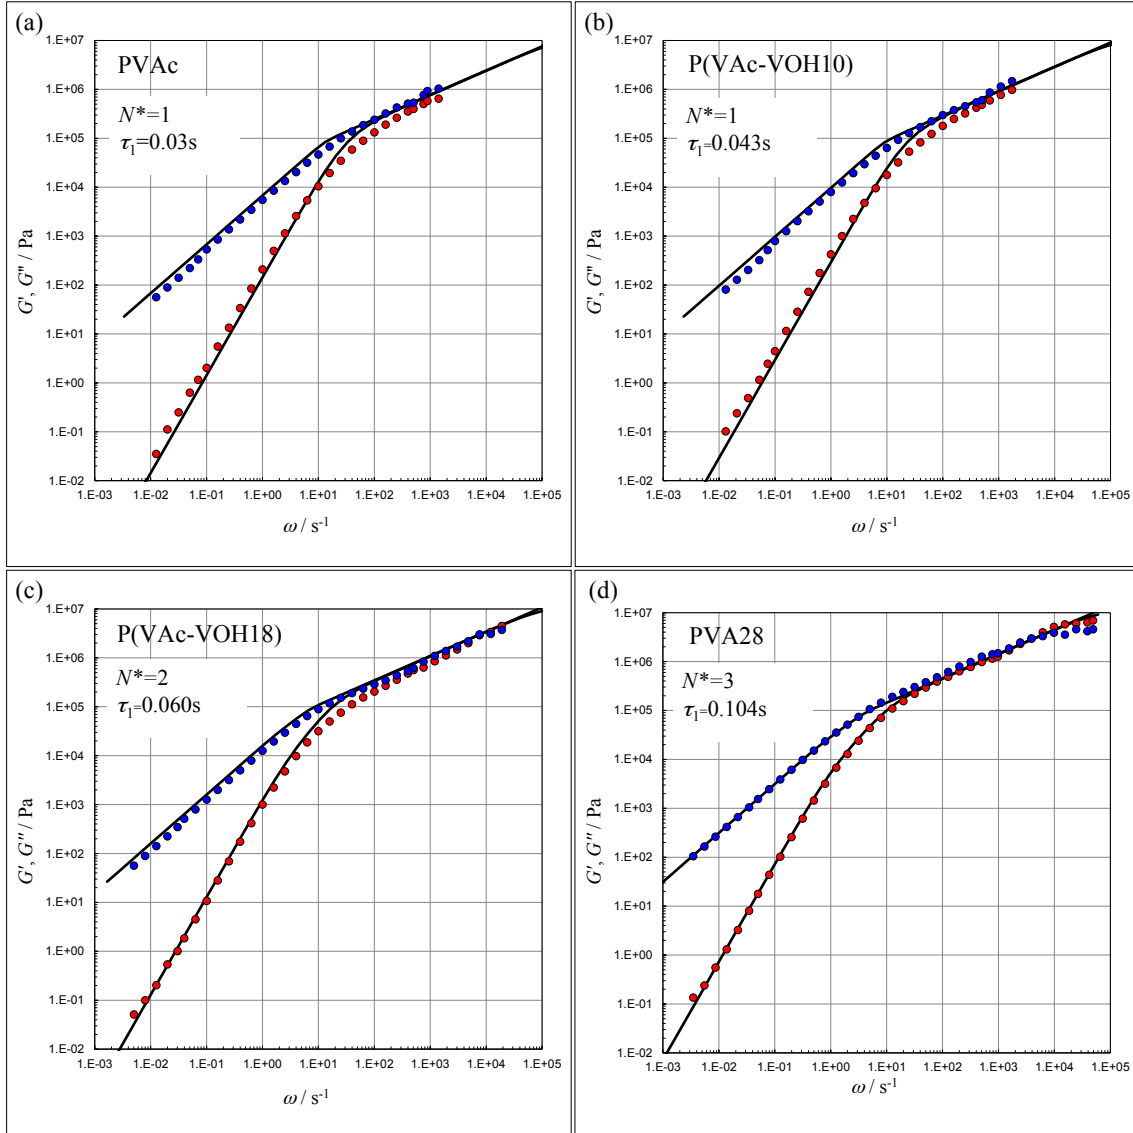 (a)
PVAc
N*=1
τ1=0.03s
1.E+07
1.E+06
1.E+05
1.E+04
1.E+03
1.E+02
1.E+01
1.E+00
1.E-01
1.E-02
G', G" / Pa
1.E-03 1.E-02 1.E-01 1.E+00 1.E+01 1.E+02 1.E+03 1.E+04 1.E+05
ω / s-1
(b)
P(VAc-VOH10)
N*=1
τ1=0.043s
1.E+07
1.E+06
1.E+05
1.E+04
1.E+03
1.E+02
1.E+01
1.E+00
1.E-01
1.E-02
G', G" / Pa
1.E-03 1.E-02 1.E-01 1.E+00 1.E+01 1.E+02 1.E+03 1.E+04 1.E+05
ω / s-1
(c)
P(VAc-VOH18)
N*=2
τ1=0.060s
1.E+07
1.E+06
1.E+05
1.E+04
1.E+03
1.E+02
1.E+01
1.E+00
1.E-01
1.E-02
G', G" / Pa
1.E-03 1.E-02 1.E-01 1.E+00 1.E+01 1.E+02 1.E+03 1.E+04 1.E+05
ω / s-1
(d)
PVA28
N*=3
τ1=0.104s
1.E+07
1.E+06
1.E+05
1.E+04
1.E+03
1.E+02
1.E+01
1.E+00
1.E-01
1.E-02
G', G" / Pa
1.E-03 1.E-02 1.E-01 1.E+00 1.E+01 1.E+02 1.E+03 1.E+04 1.E+05
ω / s-1